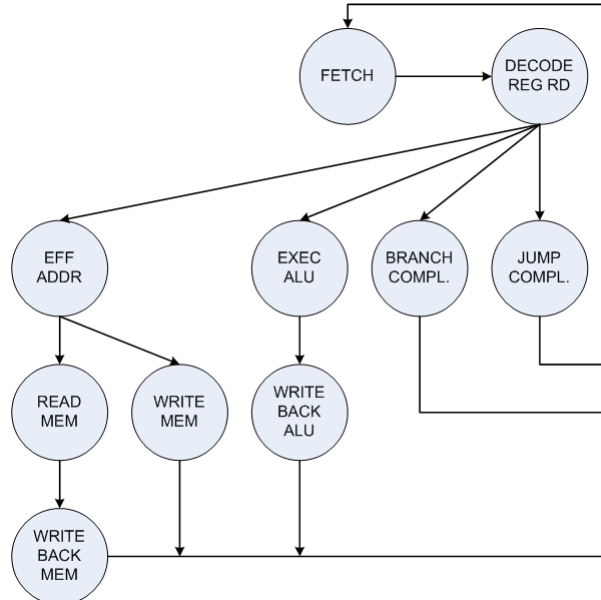 FETCH
DECODE
REG RD
EFF
ADDR
EXEC
ALU
BRANCH
COMPL.
JUMP
COMPL.
READ
MEM
WRITE
MEM
WRITE
BACK
ALU
WRITE
BACK
MEM